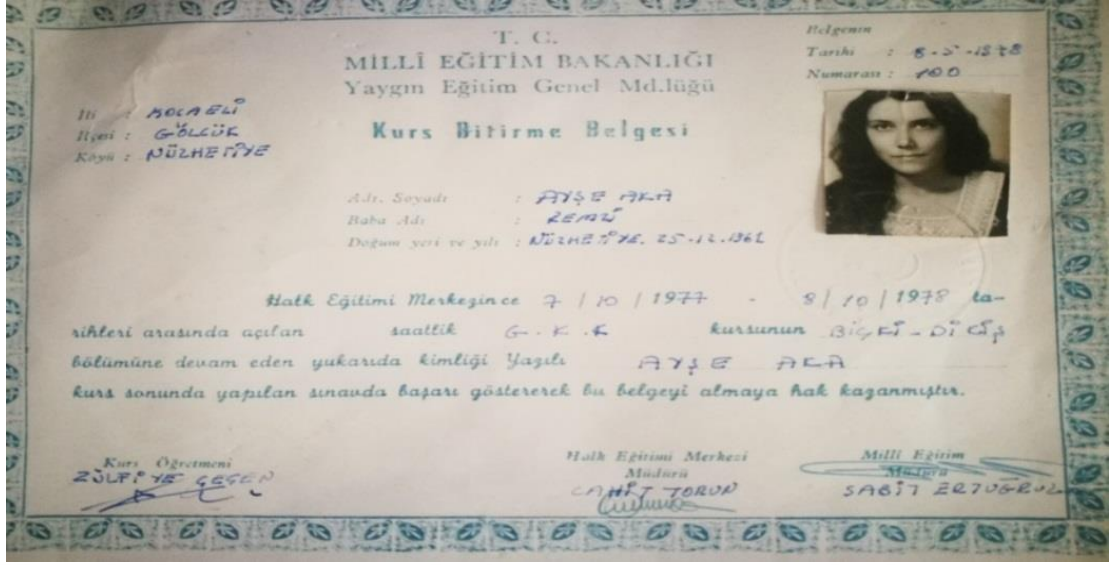 T. C.
MİLLÎ EĞİTİM BAKANLIĞI
Yaygın Eğitim Genel Md.lüğü
Kurs Bitirme Belgesi
Belgenin
Tarihi : 8-5-1978
Numarası : 100
İli : KOCAELİ
İlçesi : GÖLCÜK
Köyü : NÜZHETİYE
Adı, Soyadı : AYŞE AKA
Baba Adı : REMZİ
Doğum yeri ve yılı : NÜZHETİYE. 25-12-1961
Halk Eğitimi Merkezince 7 / 10 / 1977 - 8 / 10 / 1978 ta-
rihleri arasında açılan saatlik G.K.K kursunun BİÇKİ-DİKİŞ
bölümüne devam eden yukarıda kimliği Yazılı AYŞE AKA
kurs sonunda yapılan sınavda başarı göstererek bu belgeyi almaya hak kazanmıştır.
Kurs Öğretmeni
ZÜLFİYE GEÇEN
Halk Eğitimi Merkezi
Müdürü
CAHİT TORUN
Milli Eğitim
Müdürü
SABİT ERTUĞRUL